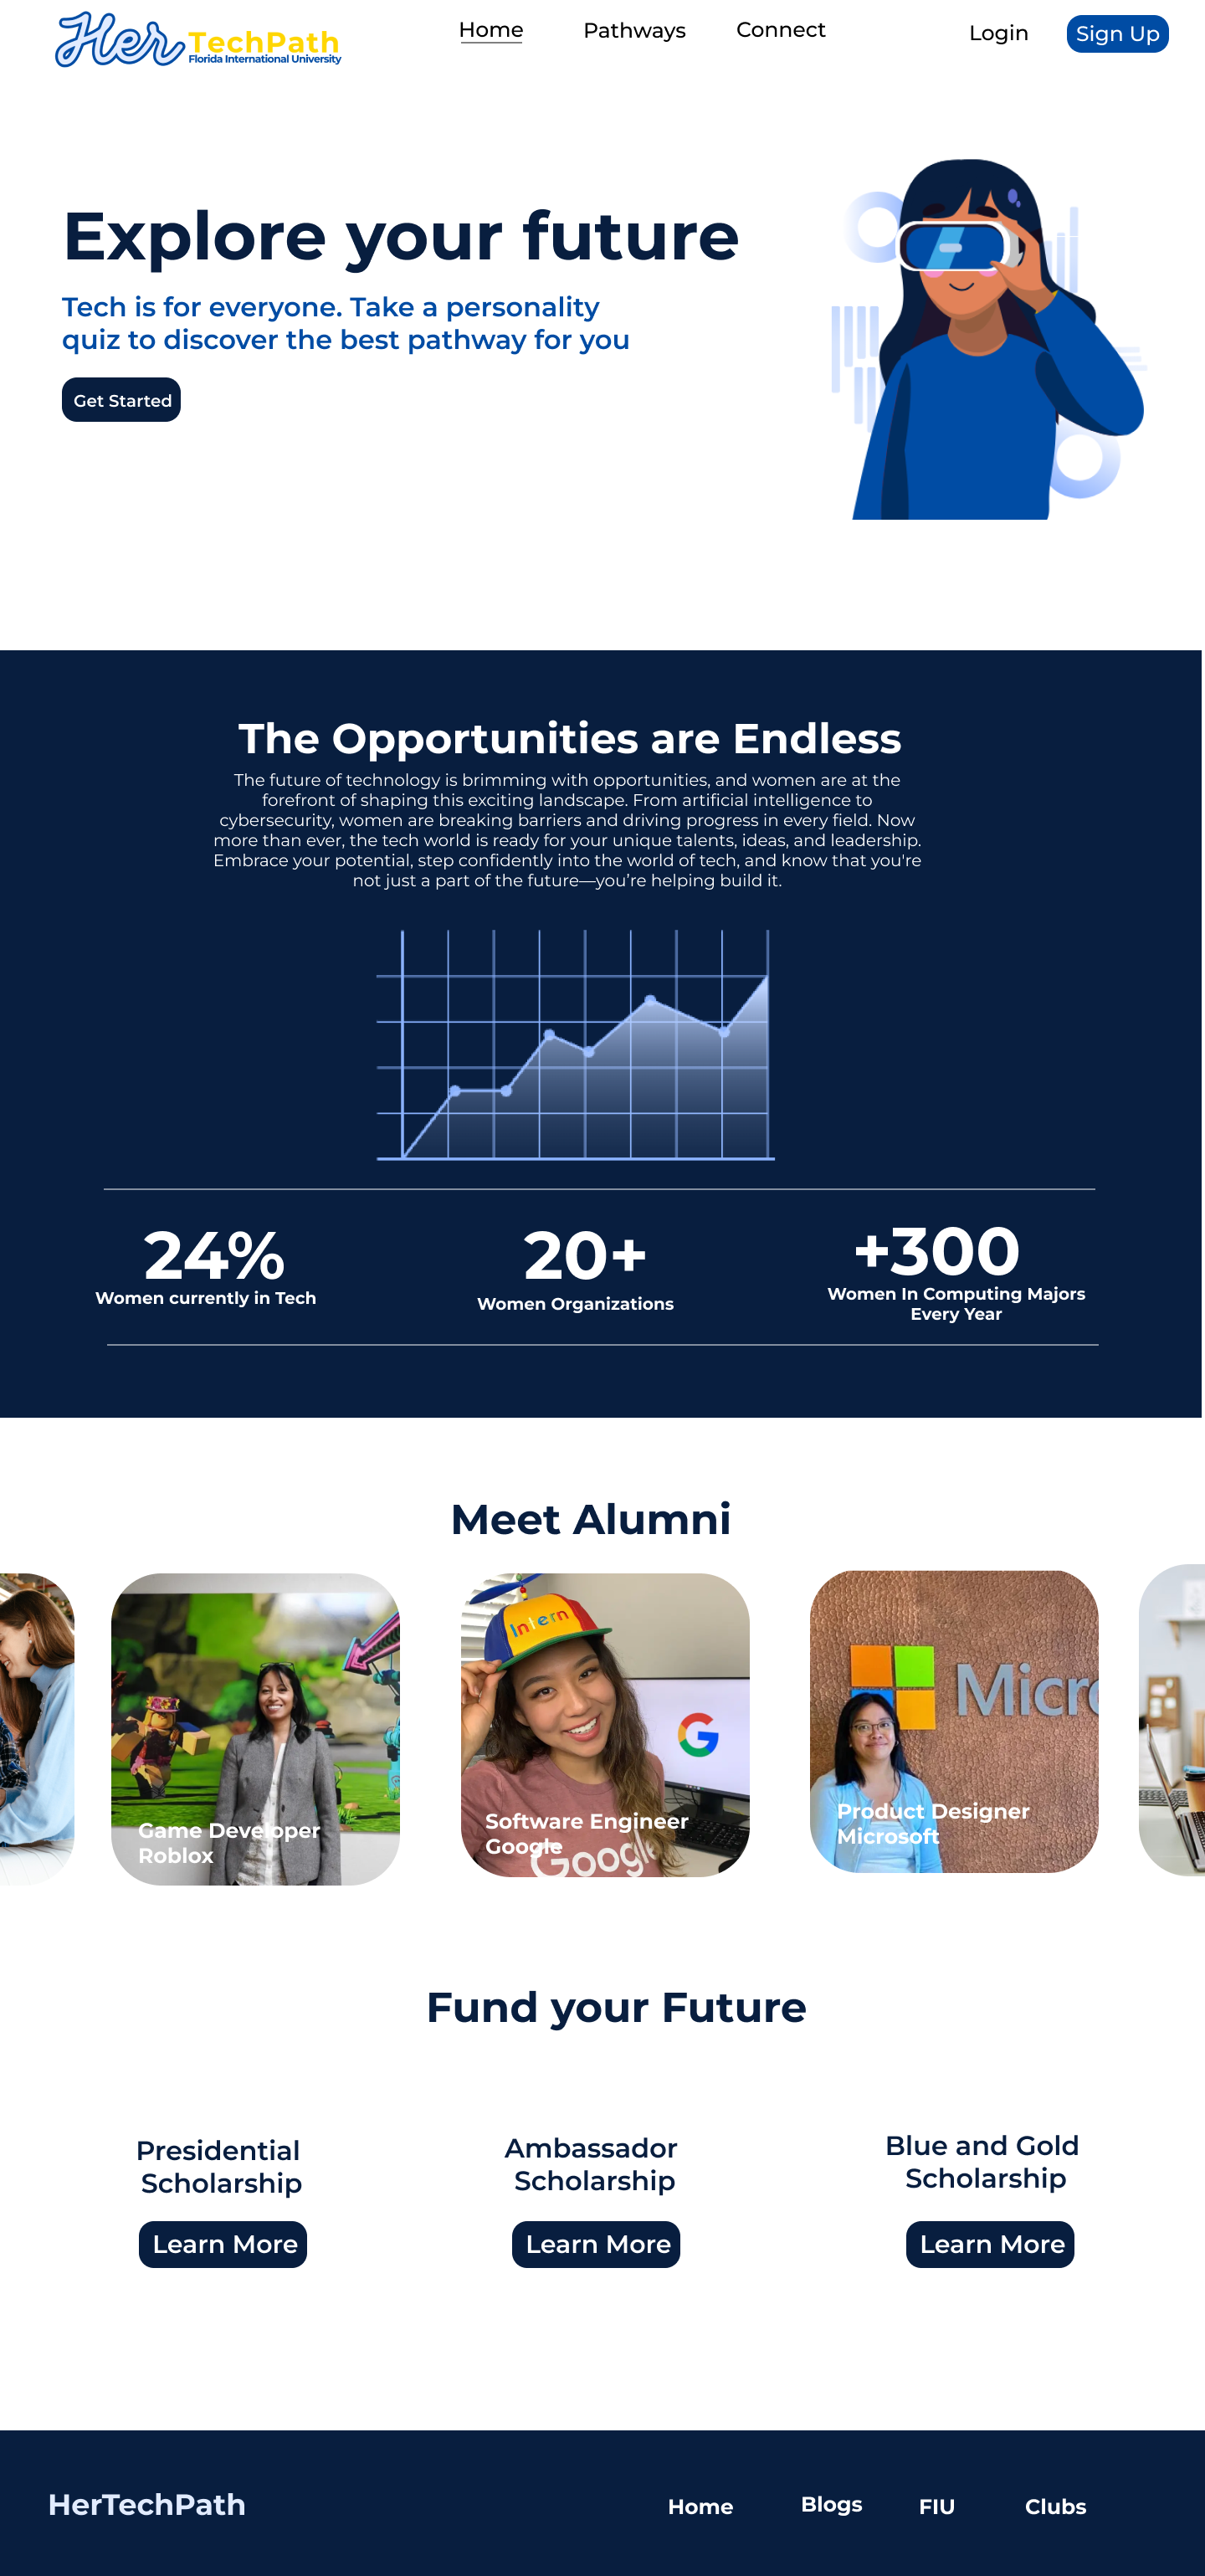 Her TechPath
Florida International University
Home
Pathways
Connect
Login
Sign Up
Explore your future
Tech is for everyone. Take a personality
quiz to discover the best pathway for you
Get Started
The Opportunities are Endless
The future of technology is brimming with opportunities, and women are at the
forefront of shaping this exciting landscape. From artificial intelligence to
cybersecurity, women are breaking barriers and driving progress in every field. Now
more than ever, the tech world is ready for your unique talents, ideas, and leadership.
Embrace your potential, step confidently into the world of tech, and know that you're
not just a part of the future—you’re helping build it.
24%
Women currently in Tech
20+
Women Organizations
+300
Women In Computing Majors
Every Year
Meet Alumni
Game Developer
Roblox
Intern
G
Software Engineer
Google
Googl
Micro
Product Designer
Microsoft
Fund your Future
Presidential
Scholarship
Learn More
Ambassador
Scholarship
Learn More
Blue and Gold
Scholarship
Learn More
HerTechPath
Home
Blogs
FIU
Clubs